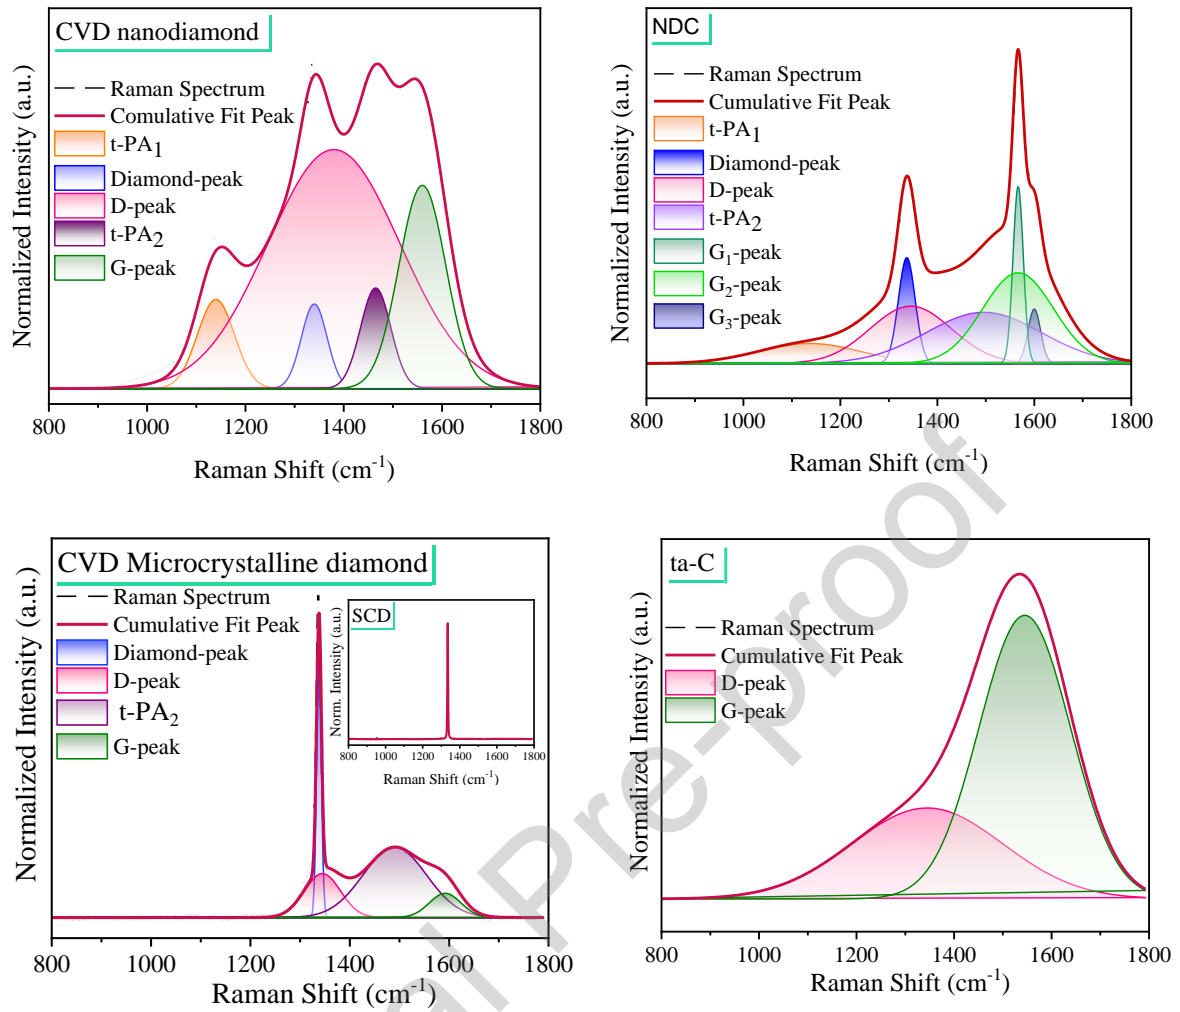 CVD nanodiamond
Raman Spectrum
Comulative Fit Peak
t-PA1
Diamond-peak
D-peak
t-PA2
G-peak
Normalized Intensity (a.u.)
800 1000 1200 1400 1600 1800
Raman Shift (cm-1)
NDC
Raman Spectrum
Cumulative Fit Peak
t-PA1
Diamond-peak
D-peak
t-PA2
G1-peak
G2-peak
G3-peak
Normalized Intensity (a.u.)
800 1000 1200 1400 1600 1800
Raman Shift (cm-1)
CVD Microcrystalline diamond
Raman Spectrum
Cumulative Fit Peak
Diamond-peak
D-peak
t-PA2
G-peak
Normalized Intensity (a.u.)
800 1000 1200 1400 1600 1800
Raman Shift (cm-1)
SCD
Norm. Intensity (a.u.)
800 1000 1200 1400 1600 1800
Raman Shift (cm-1)
ta-C
Raman Spectrum
Cumulative Fit Peak
D-peak
G-peak
Normalized Intensity (a.u.)
800 1000 1200 1400 1600 1800
Raman Shift (cm-1)
al Pre-proof